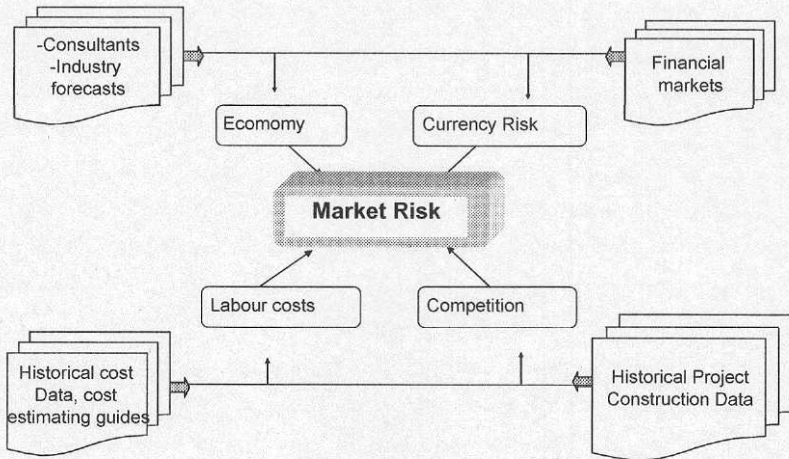 -Consultants
-Industry
forecasts
Financial
markets
Ecomomy
Currency Risk
Market Risk
Labour costs
Competition
Historical cost
Data, cost
estimating guides
Historical Project
Construction Data